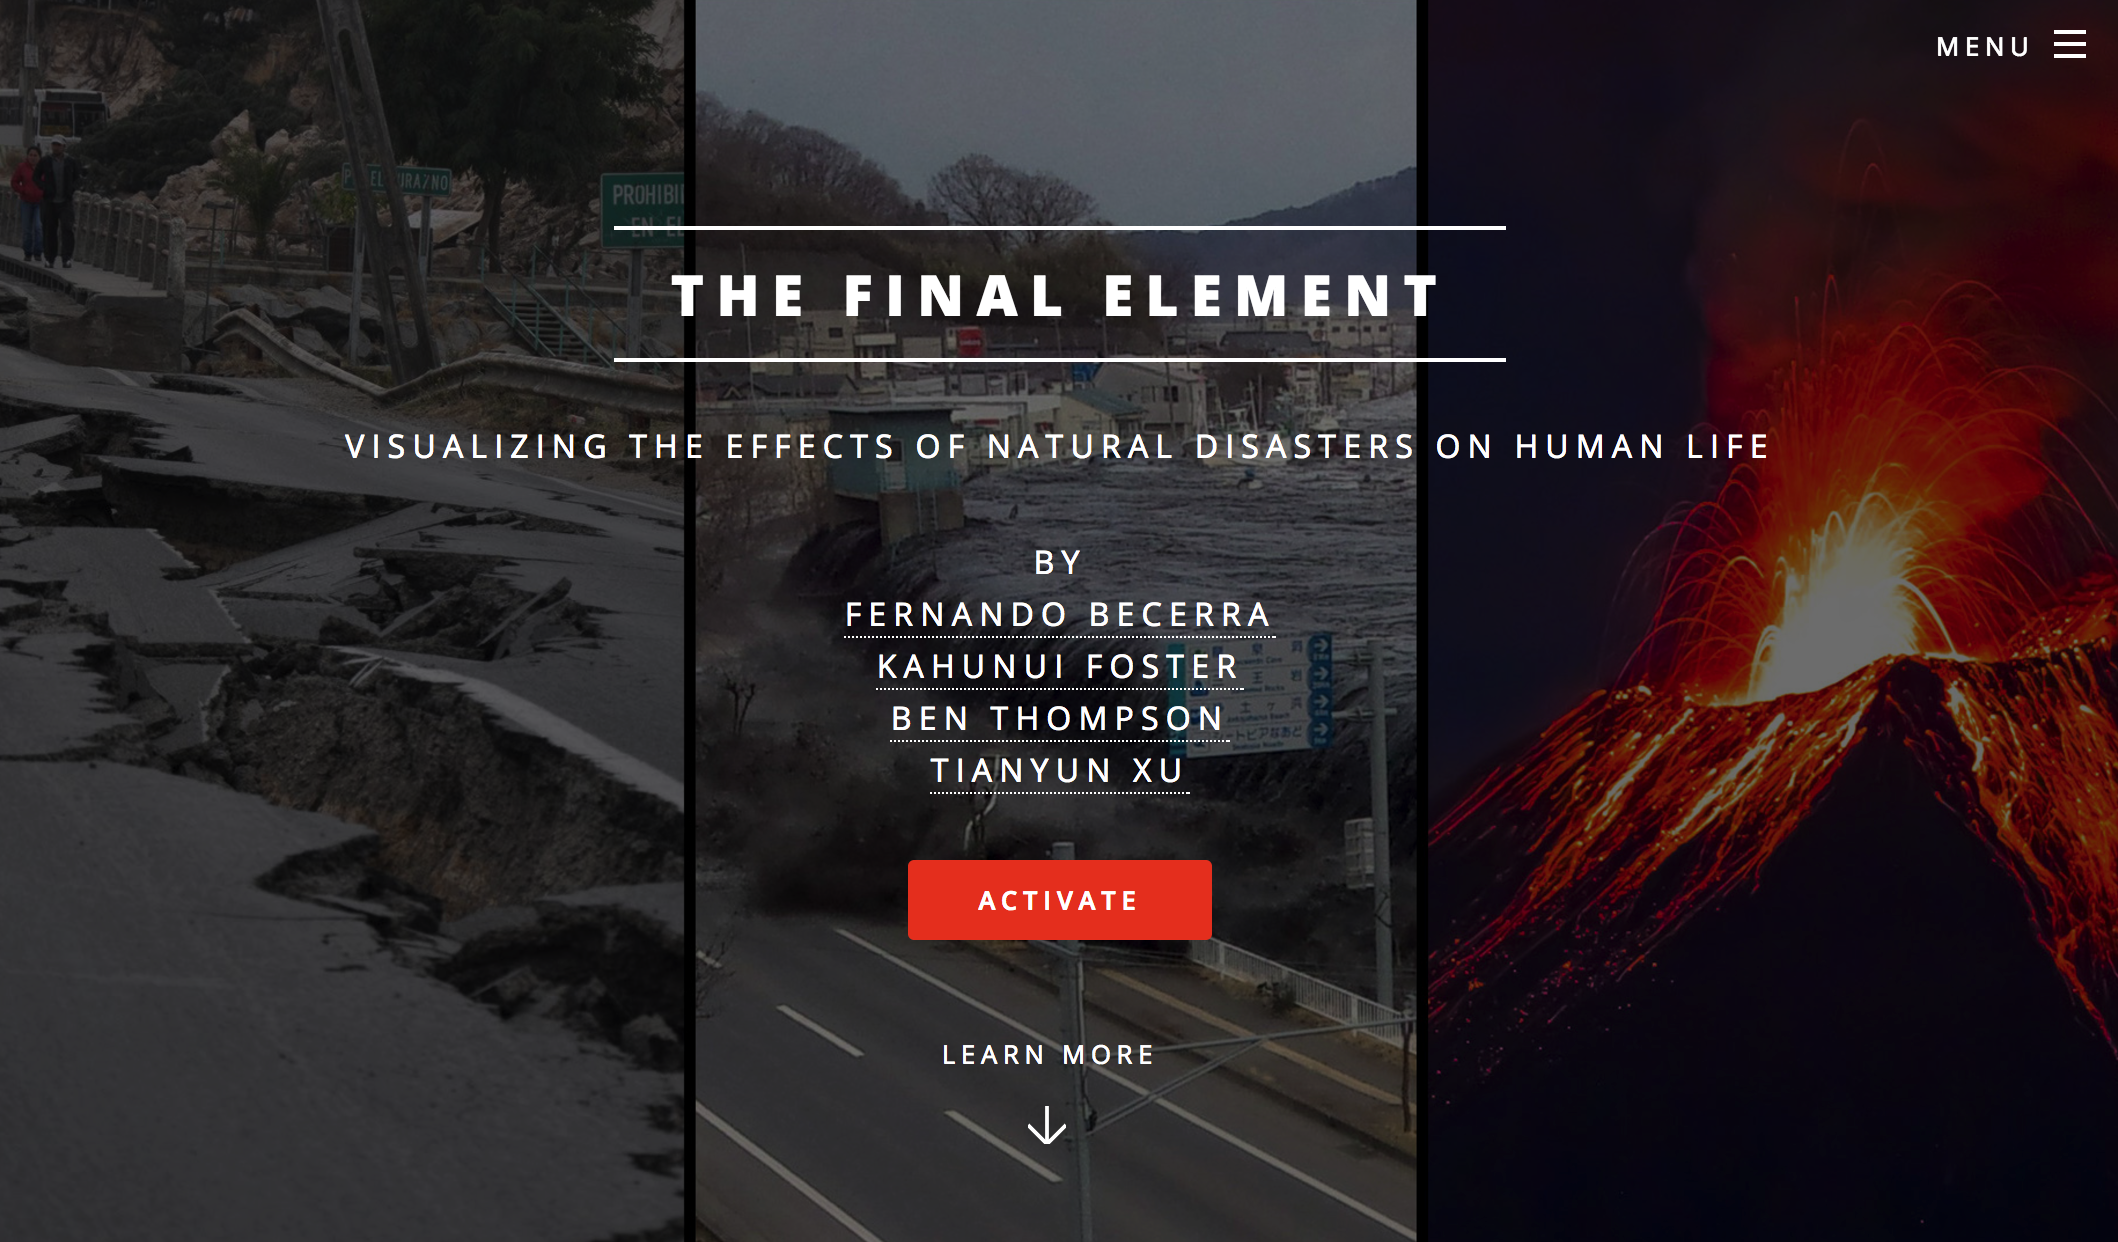 MENU
PROHIBI
EN EL
THE FINAL ELEMENT
VISUALIZING THE EFFECTS OF NATURAL DISASTERS ON HUMAN LIFE
BY
FERNANDO BECERRA
KAHUNUI FOSTER
BEN THOMPSON
TIANYUN XU
ACTIVATE
LEARN MORE